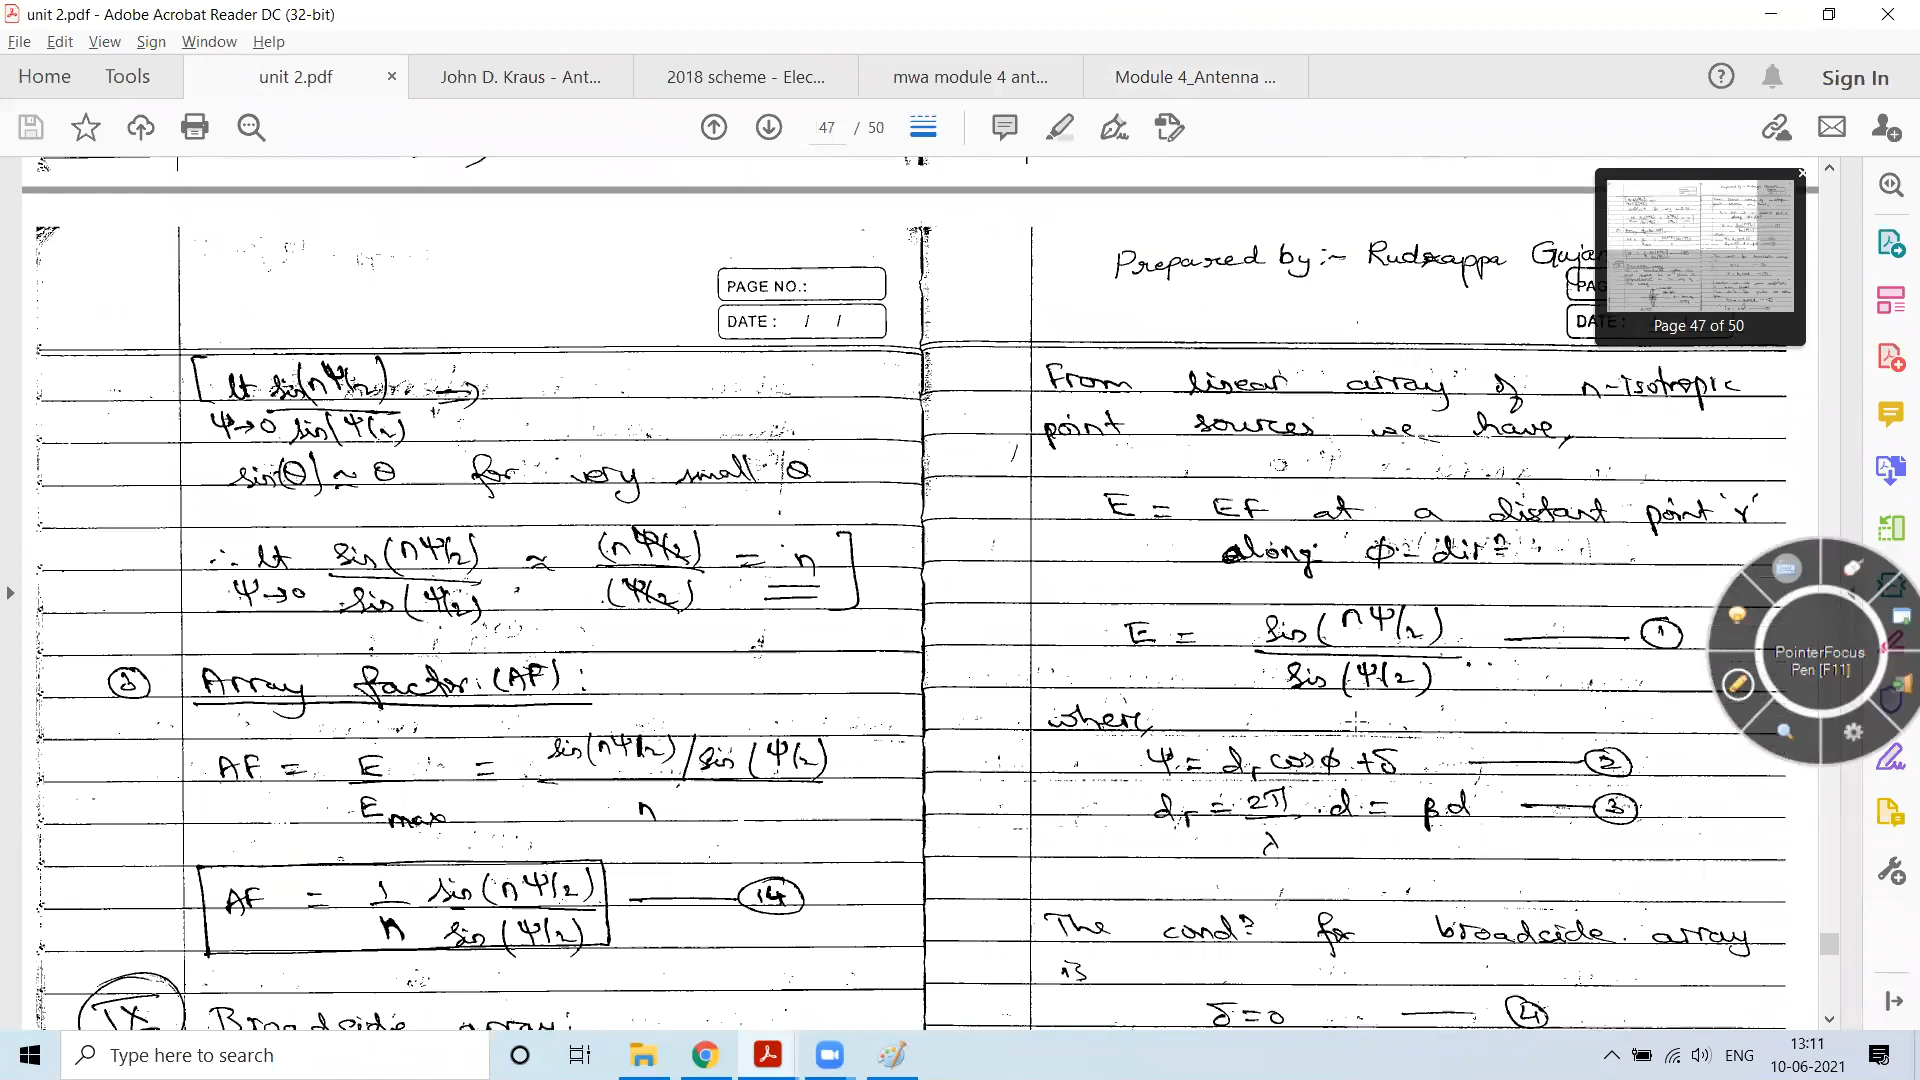 unit 2.pdf - Adobe Acrobat Reader DC (32-bit)
File Edit View Sign Window Help
Home Tools unit 2.pdf × John D. Kraus - Ant... 2018 scheme - Elec... mwa module 4 ant... Module 4_Antenna ... Sign In
47 / 50
PAGE NO.:
DATE : / /
[ lt sin(nΨ/2) →
Ψ→0 sin(Ψ/2)
sin(θ) ≃ θ for very small θ
∴ lt sin(nΨ/2) ≈ (nΨ/2) = n ]
Ψ→0 sin(Ψ/2) (Ψ/2)
③ Array factor (AF) :
AF = E = sin(nΨ/2)/sin(Ψ/2)
Emax n
AF = 1 sin(nΨ/2) ——— ⑭
n sin(Ψ/2)
IX Broadside array:
Prepared by :- Rudrappa Gujan
PAG
DATE :
From linear array of n-isotropic
point sources we have,
E = EF at a distant point 'r'
along ϕ - dirⁿ
E = sin(nΨ/2) ——— ①
sin(Ψ/2)
where,
Ψ = dr cosϕ + δ ——— ②
dr = 2π . d = β.d ——— ③
λ
The condⁿ for broadside array
is
δ=0 ——— ④
Page 47 of 50
PointerFocus
Pen [F11]
Type here to search
ENG
13:11
10-06-2021